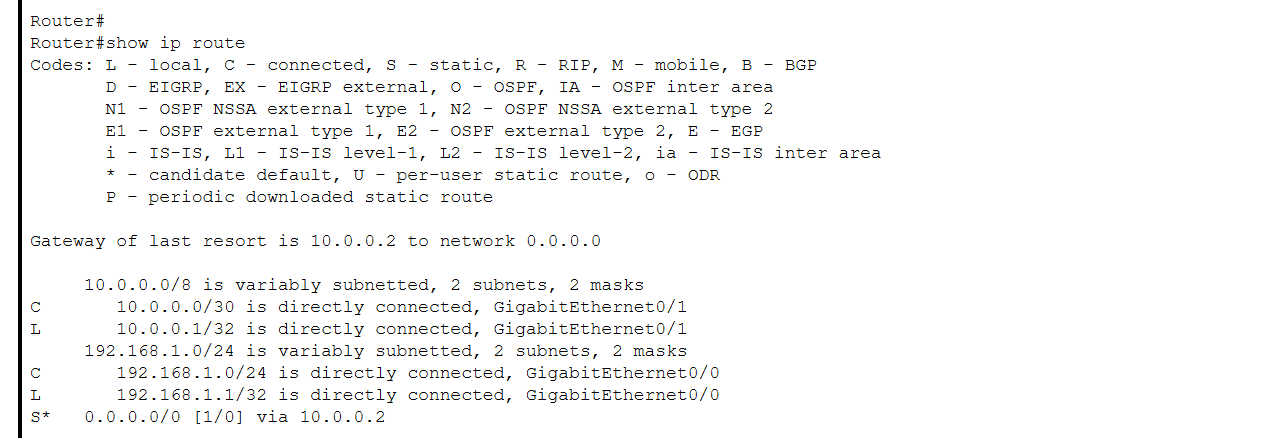 Router#
Router#show ip route
Codes: L - local, C - connected, S - static, R - RIP, M - mobile, B - BGP
       D - EIGRP, EX - EIGRP external, O - OSPF, IA - OSPF inter area
       N1 - OSPF NSSA external type 1, N2 - OSPF NSSA external type 2
       E1 - OSPF external type 1, E2 - OSPF external type 2, E - EGP
       i - IS-IS, L1 - IS-IS level-1, L2 - IS-IS level-2, ia - IS-IS inter area
       * - candidate default, U - per-user static route, o - ODR
       P - periodic downloaded static route

Gateway of last resort is 10.0.0.2 to network 0.0.0.0

     10.0.0.0/8 is variably subnetted, 2 subnets, 2 masks
C       10.0.0.0/30 is directly connected, GigabitEthernet0/1
L       10.0.0.1/32 is directly connected, GigabitEthernet0/1
     192.168.1.0/24 is variably subnetted, 2 subnets, 2 masks
C       192.168.1.0/24 is directly connected, GigabitEthernet0/0
L       192.168.1.1/32 is directly connected, GigabitEthernet0/0
S*   0.0.0.0/0 [1/0] via 10.0.0.2